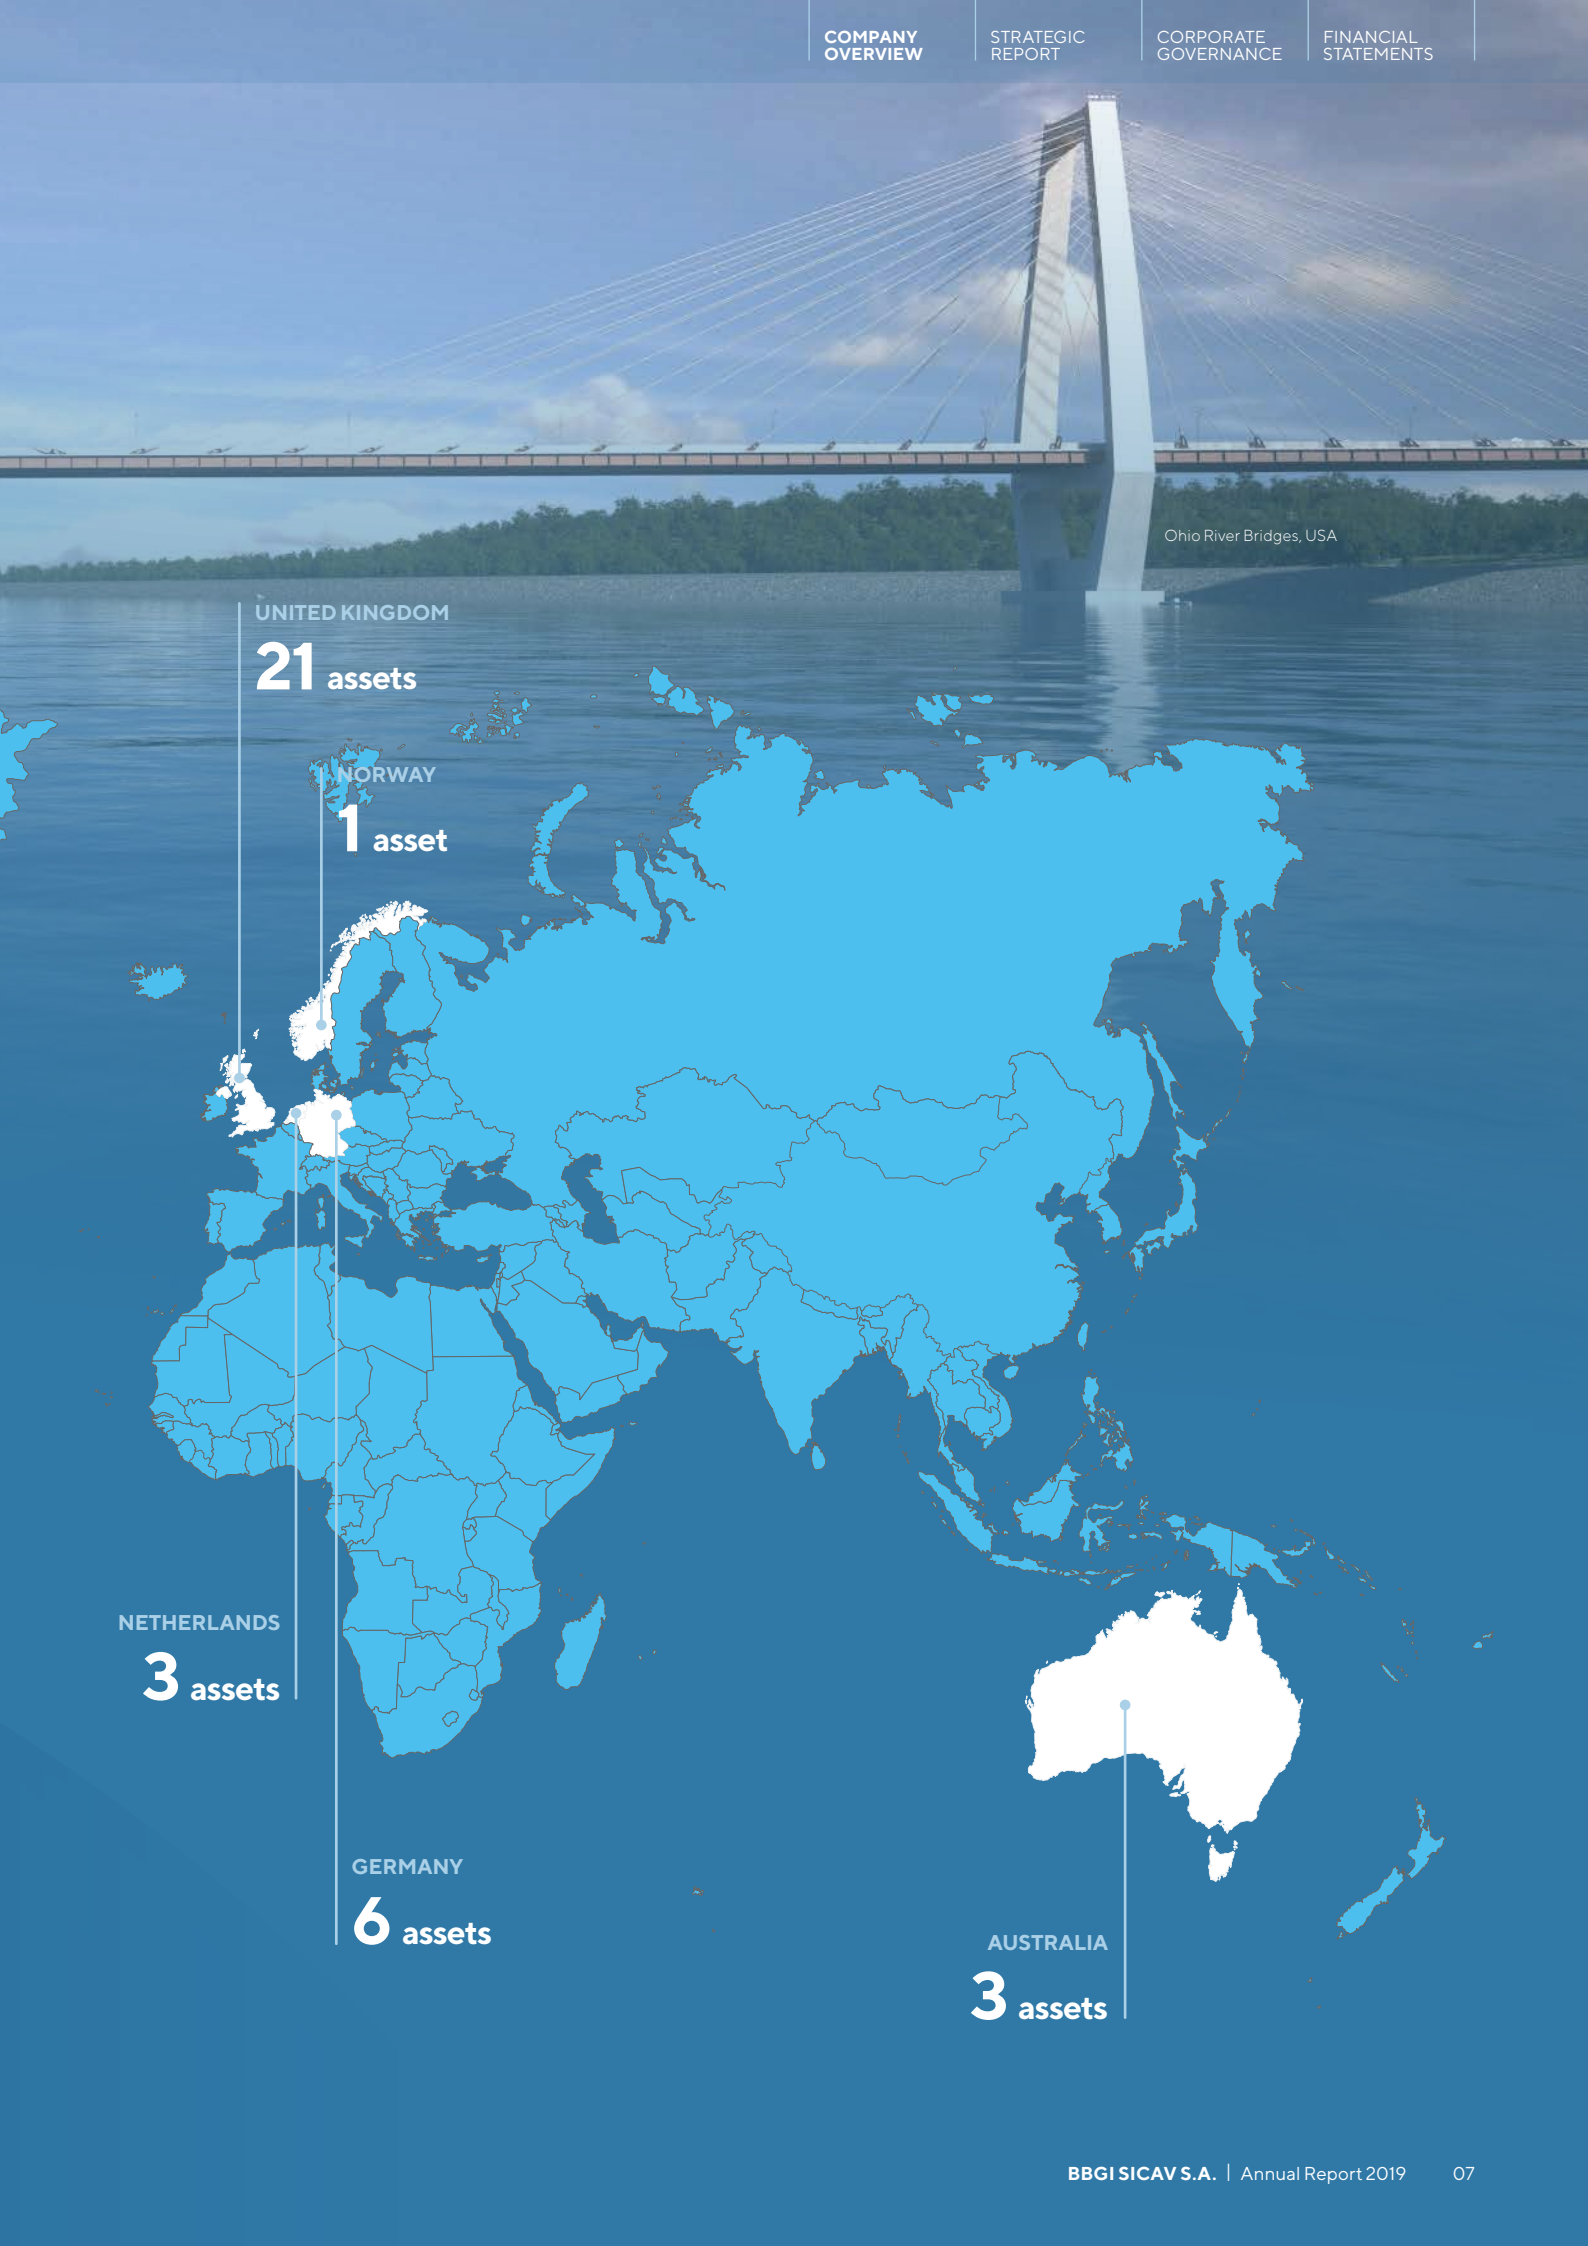 COMPANY
OVERVIEW
STRATEGIC
REPORT
CORPORATE
GOVERNANCE
FINANCIAL
STATEMENTS
Ohio River Bridges, USA
UNITED KINGDOM
21 assets
NORWAY
1 asset
NETHERLANDS
3 assets
GERMANY
6 assets
AUSTRALIA
3 assets
BBGI SICAV S.A. | Annual Report 2019 07